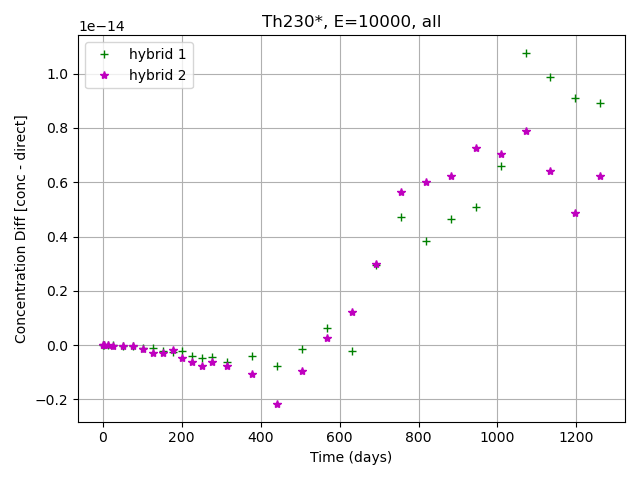 Th230*, E=10000, all
1e−14
hybrid 1
hybrid 2
1.0
0.8
0.6
0.4
0.2
0.0
−0.2
Concentration Diff [conc - direct]
0 200 400 600 800 1000 1200
Time (days)